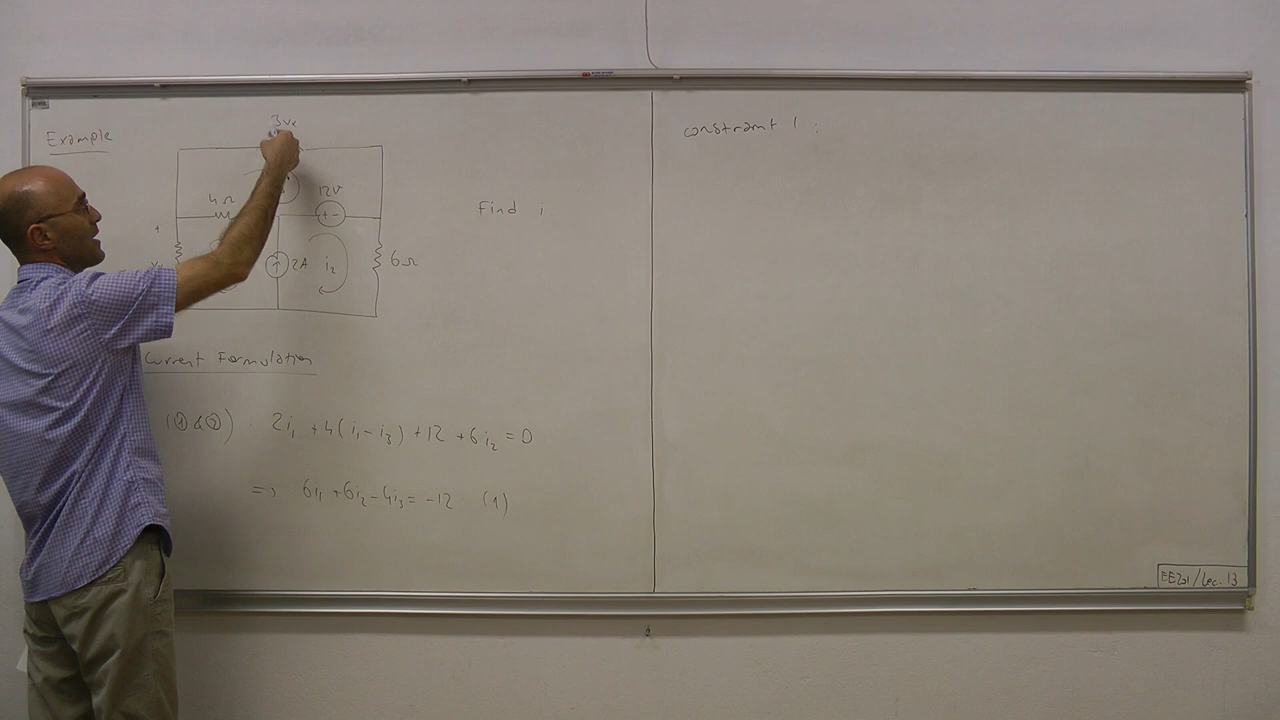 Example
3vx
4Ω
12V
+ -
Find i
+
2A
i2
6Ω
Current Formulation
(①&②) : 2i1 + 4(i1 - i3) + 12 + 6i2 = 0
=> 6i1 + 6i2 - 4i3 = -12 (1)
constraint 1 :
EE201/Lec. 13